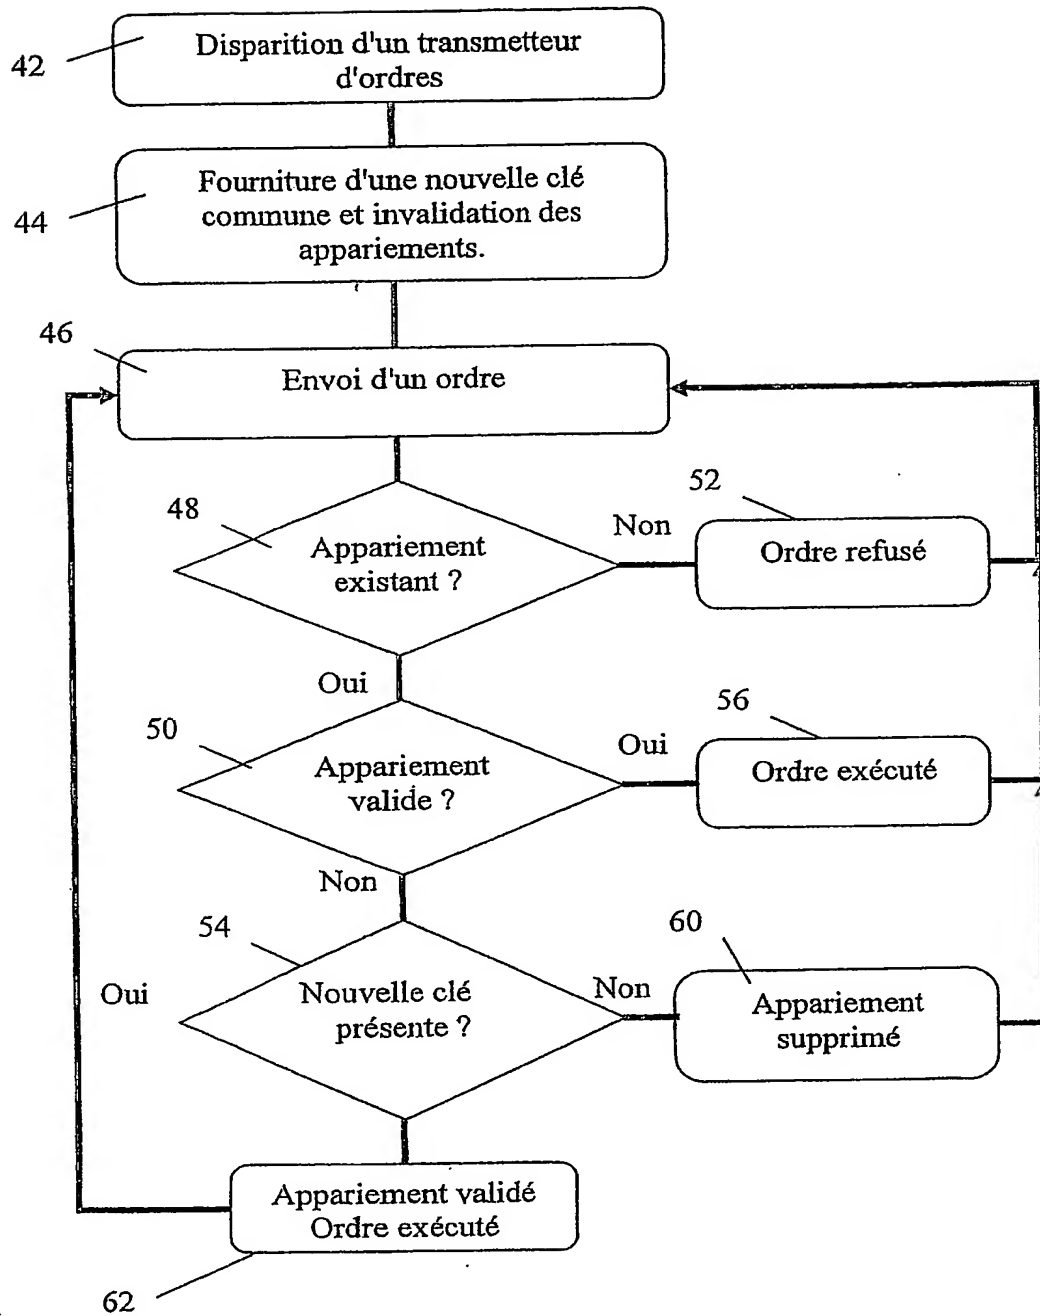 42
Disparition d'un transmetteur
d'ordres
44
Fourniture d'une nouvelle clé
commune et invalidation des
appariements.
46
Envoi d'un ordre
48
Appariement
existant ?
Non
52
Ordre refusé
Oui
50
Appariement
valide ?
Oui
56
Ordre exécuté
Non
54
Nouvelle clé
présente ?
Oui
Non
60
Appariement
supprimé
Appariement validé
Ordre exécuté
62